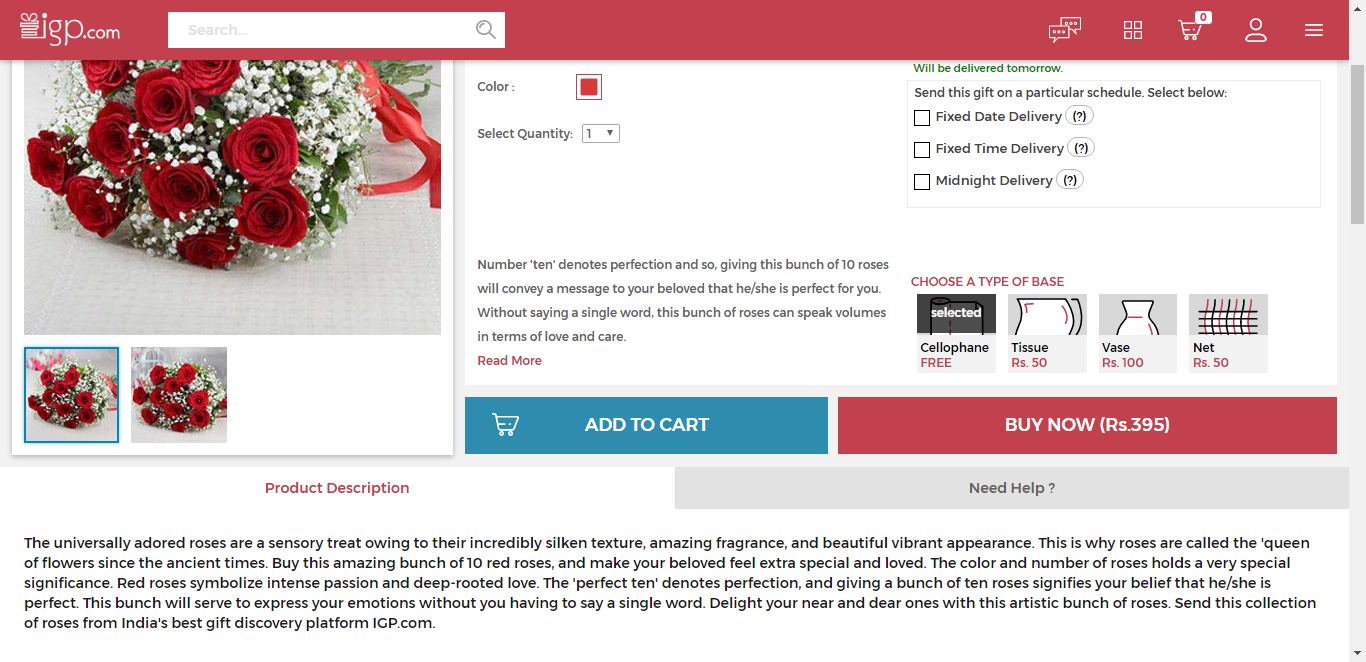 igp.com
Search...
0
Color :
Select Quantity: 1
Will be delivered tomorrow.
Send this gift on a particular schedule. Select below:
Fixed Date Delivery (?)
Fixed Time Delivery (?)
Midnight Delivery (?)
Number 'ten' denotes perfection and so, giving this bunch of 10 roses
will convey a message to your beloved that he/she is perfect for you.
Without saying a single word, this bunch of roses can speak volumes
in terms of love and care.
Read More
CHOOSE A TYPE OF BASE
selected
Cellophane
FREE
Tissue
Rs. 50
Vase
Rs. 100
Net
Rs. 50
ADD TO CART
BUY NOW (Rs.395)
Product Description
Need Help ?
The universally adored roses are a sensory treat owing to their incredibly silken texture, amazing fragrance, and beautiful vibrant appearance. This is why roses are called the 'queen
of flowers since the ancient times. Buy this amazing bunch of 10 red roses, and make your beloved feel extra special and loved. The color and number of roses holds a very special
significance. Red roses symbolize intense passion and deep-rooted love. The 'perfect ten' denotes perfection, and giving a bunch of ten roses signifies your belief that he/she is
perfect. This bunch will serve to express your emotions without you having to say a single word. Delight your near and dear ones with this artistic bunch of roses. Send this collection
of roses from India's best gift discovery platform IGP.com.